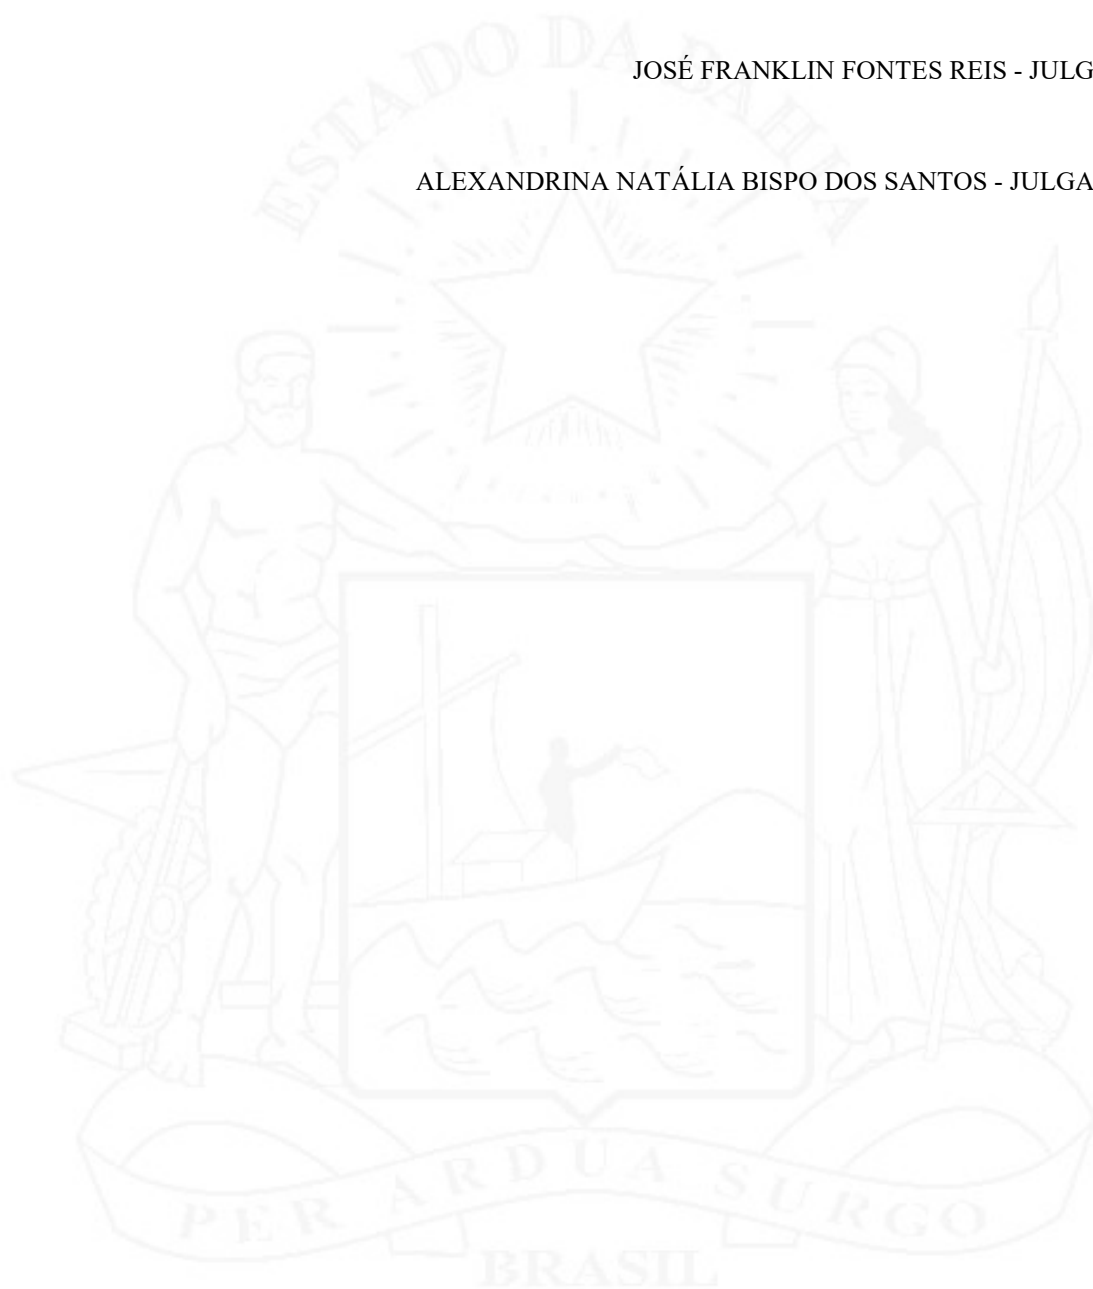 ESTADO DA BAHIA
JOSÉ FRANKLIN FONTES REIS - JULG
ALEXANDRINA NATÁLIA BISPO DOS SANTOS - JULGA
PER ARDUA SURGO
BRASIL